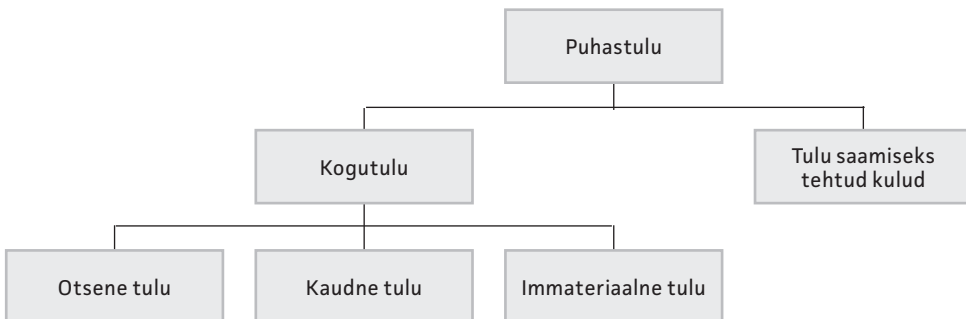 Puhastulu
Kogutulu
Tulu saamiseks
tehtud kulud
Otsene tulu
Kaudne tulu
Immateriaalne tulu